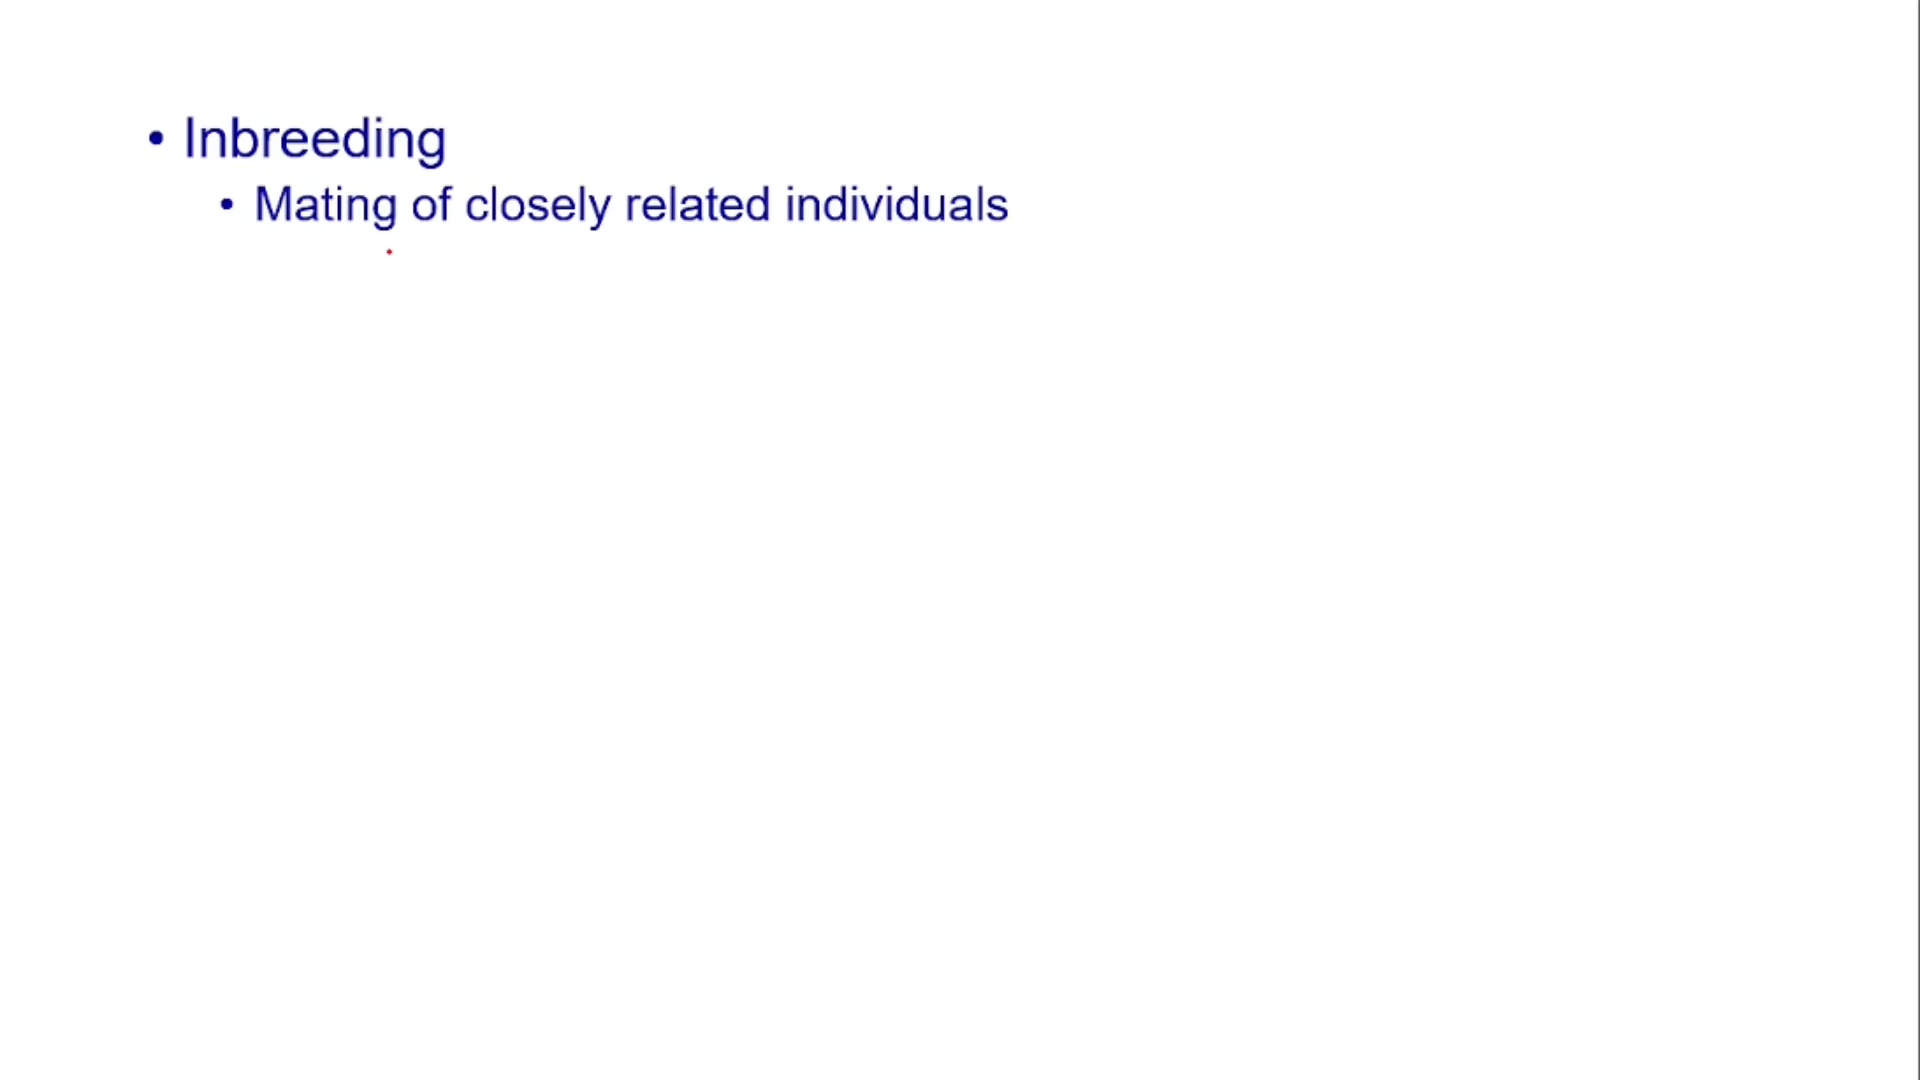 • Inbreeding
• Mating of closely related individuals